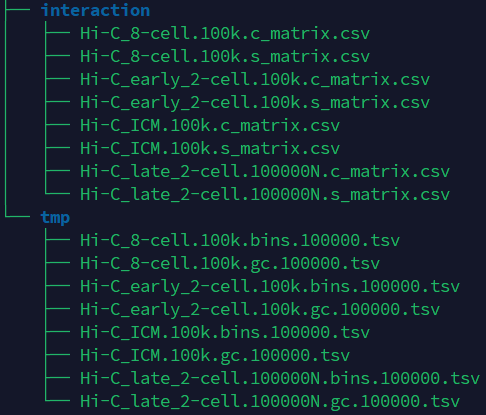 interaction
Hi-C_8-cell.100k.c_matrix.csv
Hi-C_8-cell.100k.s_matrix.csv
Hi-C_early_2-cell.100k.c_matrix.csv
Hi-C_early_2-cell.100k.s_matrix.csv
Hi-C_ICM.100k.c_matrix.csv
Hi-C_ICM.100k.s_matrix.csv
Hi-C_late_2-cell.100000N.c_matrix.csv
Hi-C_late_2-cell.100000N.s_matrix.csv
tmp
Hi-C_8-cell.100k.bins.100000.tsv
Hi-C_8-cell.100k.gc.100000.tsv
Hi-C_early_2-cell.100k.bins.100000.tsv
Hi-C_early_2-cell.100k.gc.100000.tsv
Hi-C_ICM.100k.bins.100000.tsv
Hi-C_ICM.100k.gc.100000.tsv
Hi-C_late_2-cell.100000N.bins.100000.tsv
Hi-C_late_2-cell.100000N.gc.100000.tsv